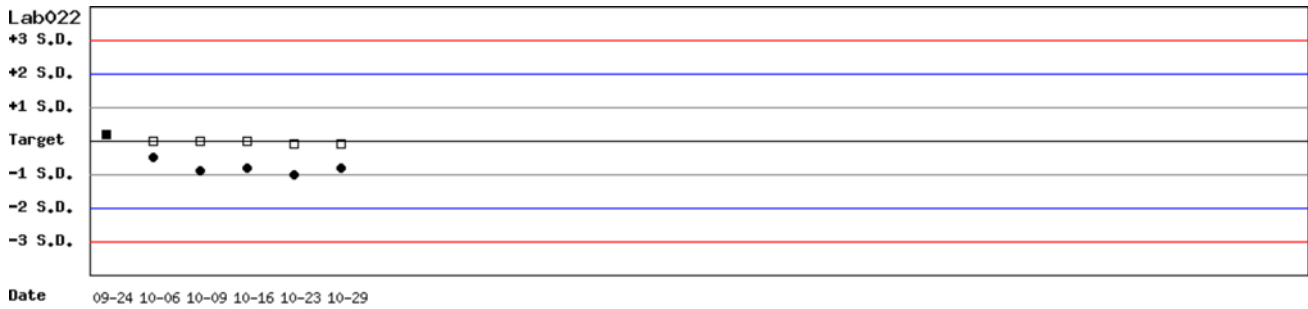 Lab022
+3 S.D.
+2 S.D.
+1 S.D.
Target
-1 S.D.
-2 S.D.
-3 S.D.
Date 09-24 10-06 10-09 10-16 10-23 10-29